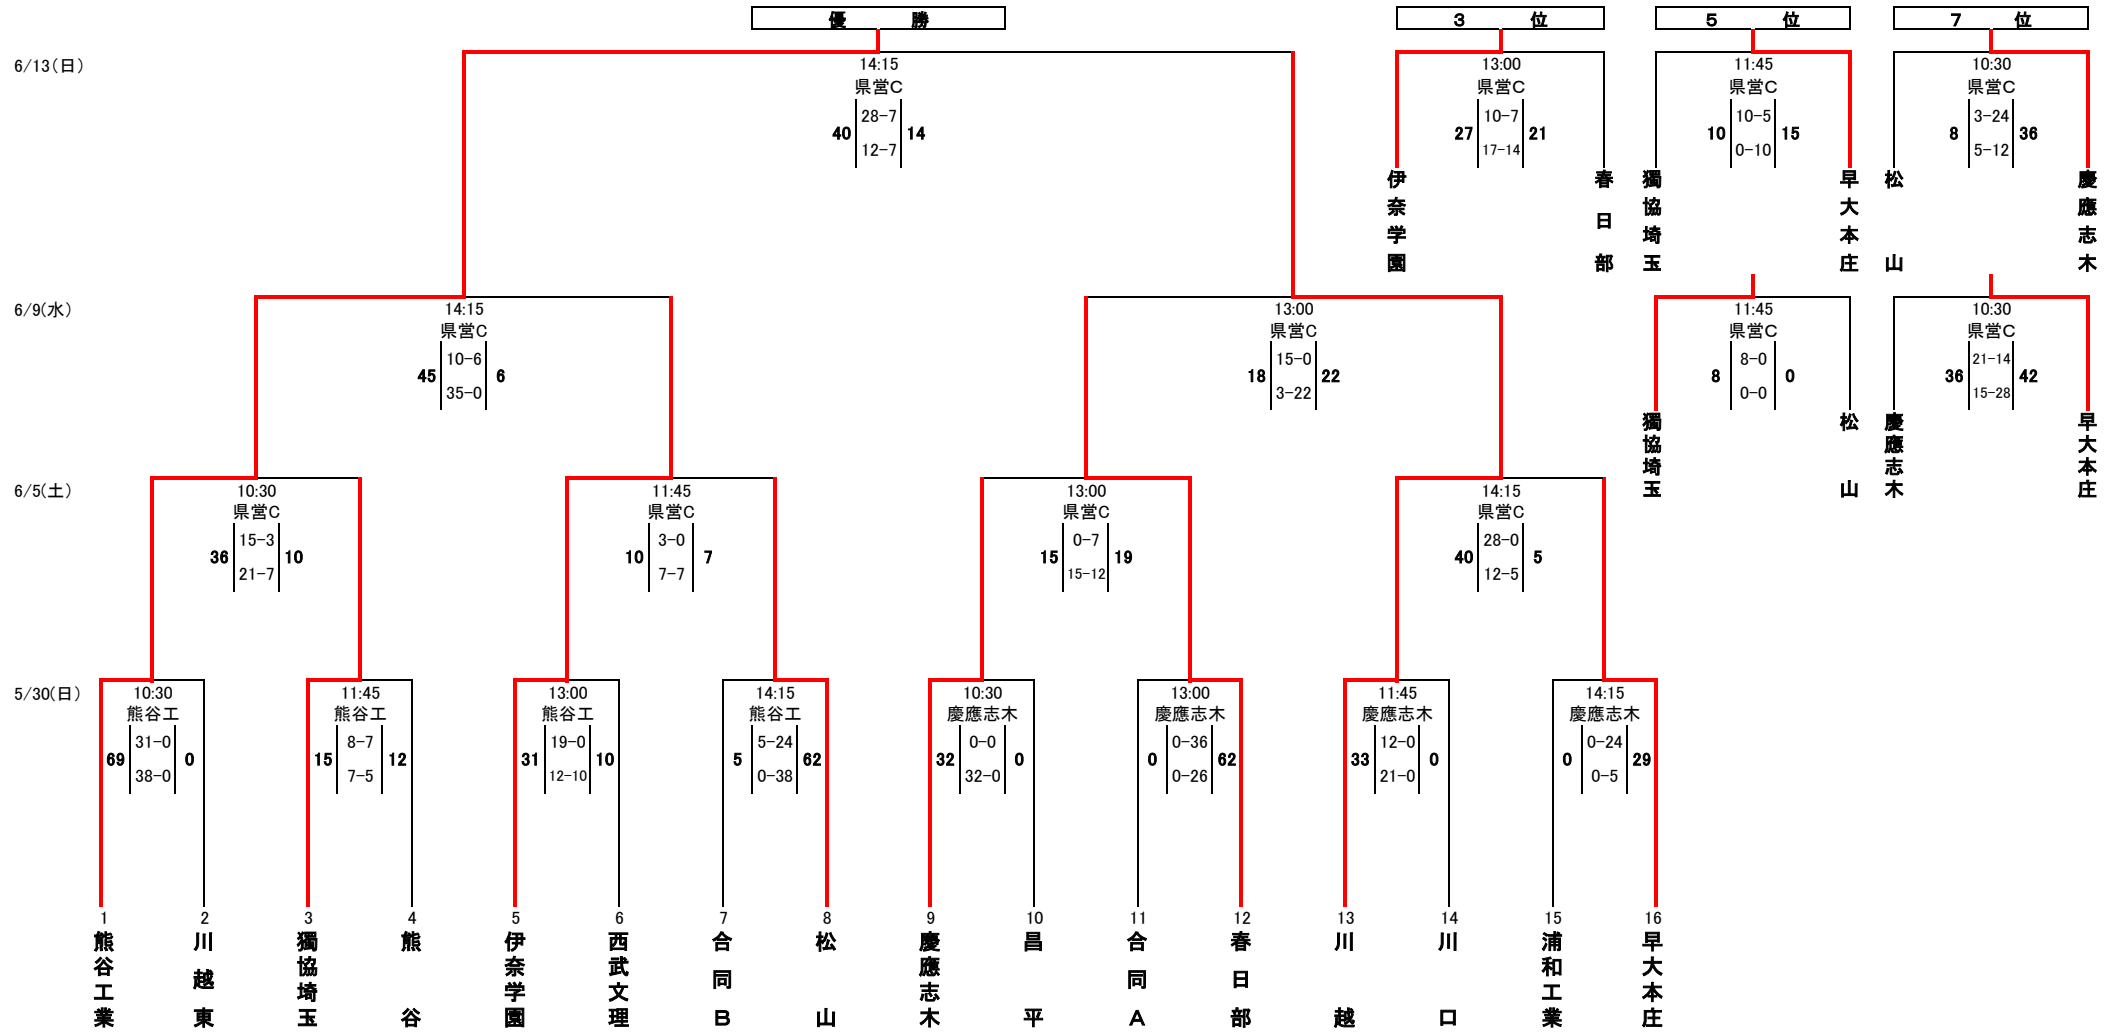 優 勝
３ 位
５ 位
７ 位
6/13(日)
14:15
県営C
40 28-7 14
12-7
13:00
県営C
27 10-7 21
17-14
伊奈学園
春日部
11:45
県営C
10 10-5 15
0-10
獨協埼玉
早大本庄
10:30
県営C
8 3-24 36
5-12
松山
慶應志木
6/9(水)
14:15
県営C
45 10-6 6
35-0
13:00
県営C
18 15-0 22
3-22
11:45
県営C
8 8-0 0
0-0
獨協埼玉
松山
10:30
県営C
36 21-14 42
15-28
慶應志木
早大本庄
6/5(土)
10:30
県営C
36 15-3 10
21-7
11:45
県営C
10 3-0 7
7-7
13:00
県営C
15 0-7 19
15-12
14:15
県営C
40 28-0 5
12-5
5/30(日)
10:30
熊谷工
69 31-0 0
38-0
11:45
熊谷工
15 8-7 12
7-5
13:00
熊谷工
31 19-0 10
12-10
14:15
熊谷工
5 5-24 62
0-38
10:30
慶應志木
32 0-0 0
32-0
13:00
慶應志木
0 0-36 62
0-26
11:45
慶應志木
33 12-0 0
21-0
14:15
慶應志木
0 0-24 29
0-5
1
熊谷工業
2
川越東
3
獨協埼玉
4
熊谷
5
伊奈学園
6
西武文理
7
合同B
8
松山
9
慶應志木
10
昌平
11
合同A
12
春日部
13
川越
14
川口
15
浦和工業
16
早大本庄